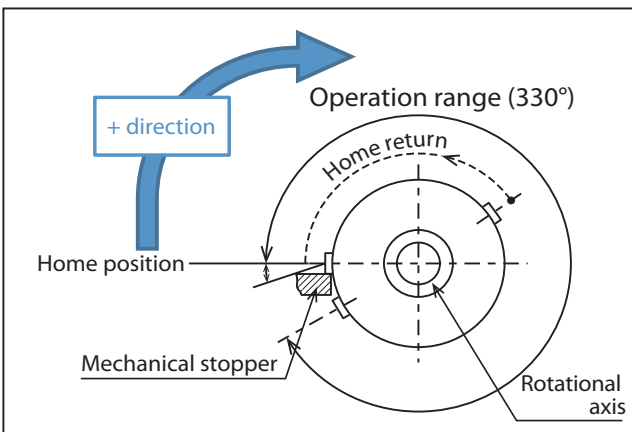 + direction
Operation range (330°)
Home return
Home position
Mechanical stopper
Rotational
axis